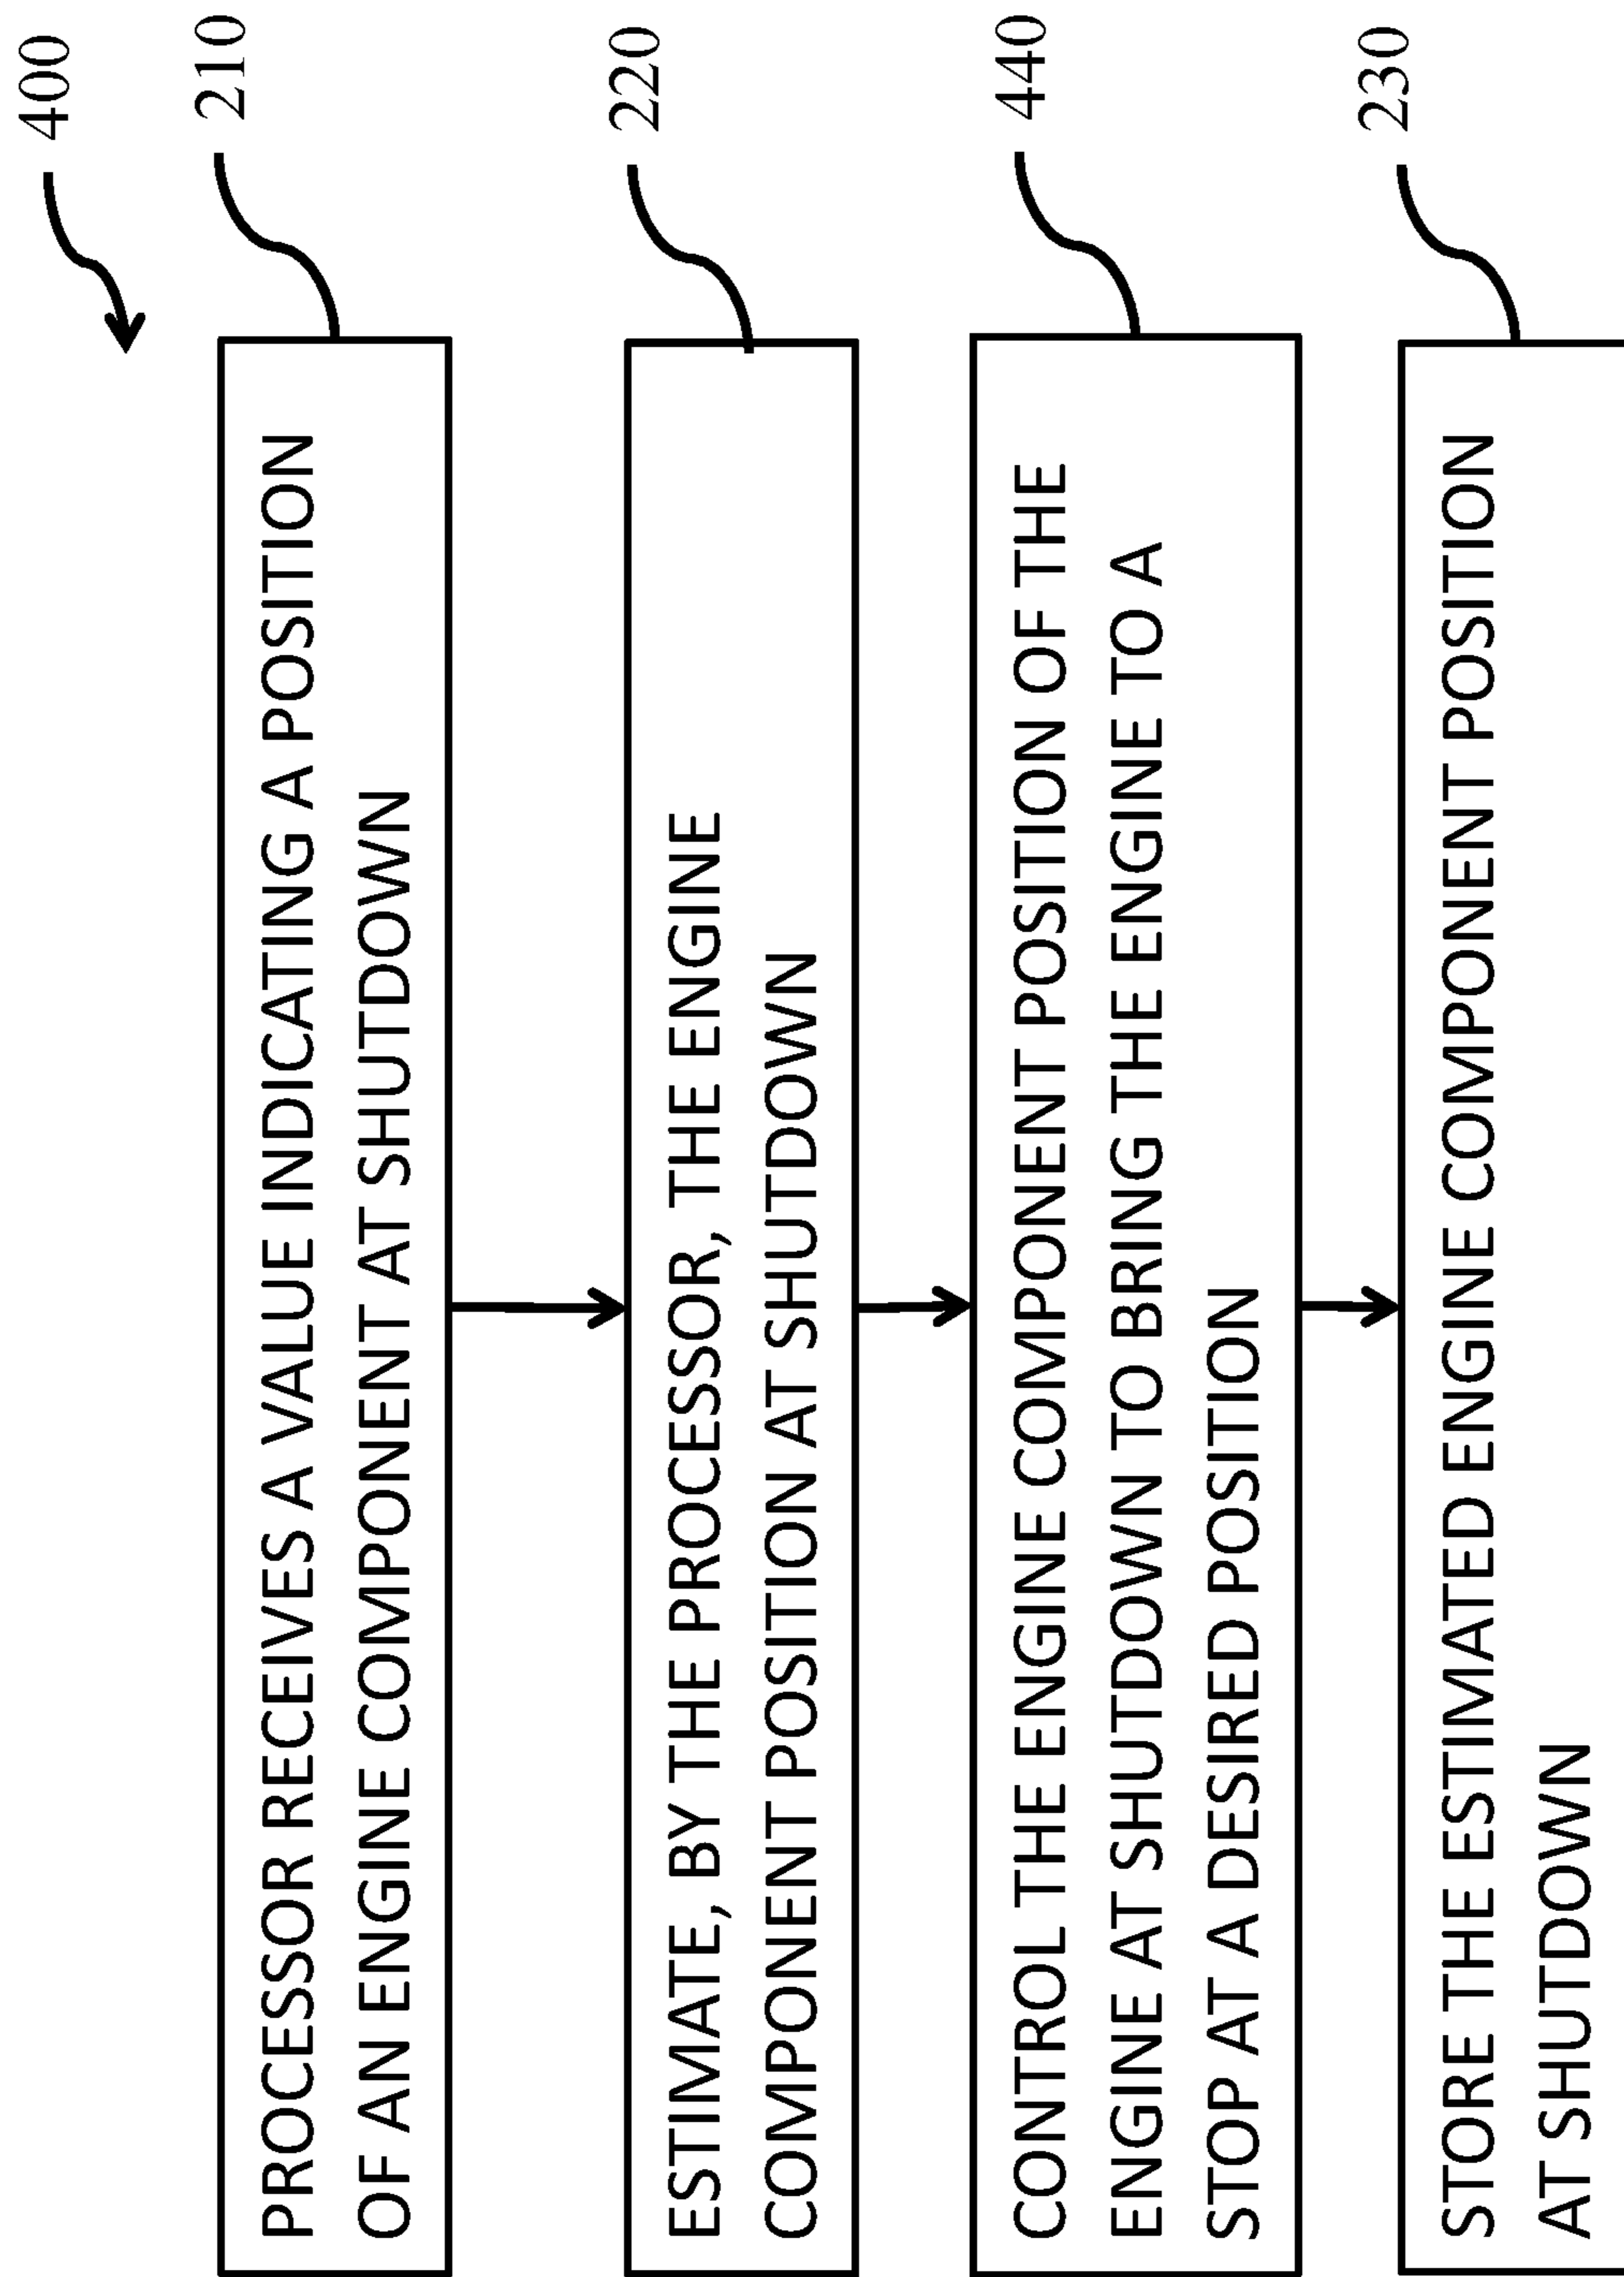 400
210
PROCESSOR RECEIVES A VALUE INDICATING A POSITION
OF AN ENGINE COMPONENT AT SHUTDOWN
220
ESTIMATE, BY THE PROCESSOR, THE ENGINE
COMPONENT POSITION AT SHUTDOWN
440
CONTROL THE ENGINE COMPONENT POSITION OF THE
ENGINE AT SHUTDOWN TO BRING THE ENGINE TO A
STOP AT A DESIRED POSITION
230
STORE THE ESTIMATED ENGINE COMPONENT POSITION
AT SHUTDOWN